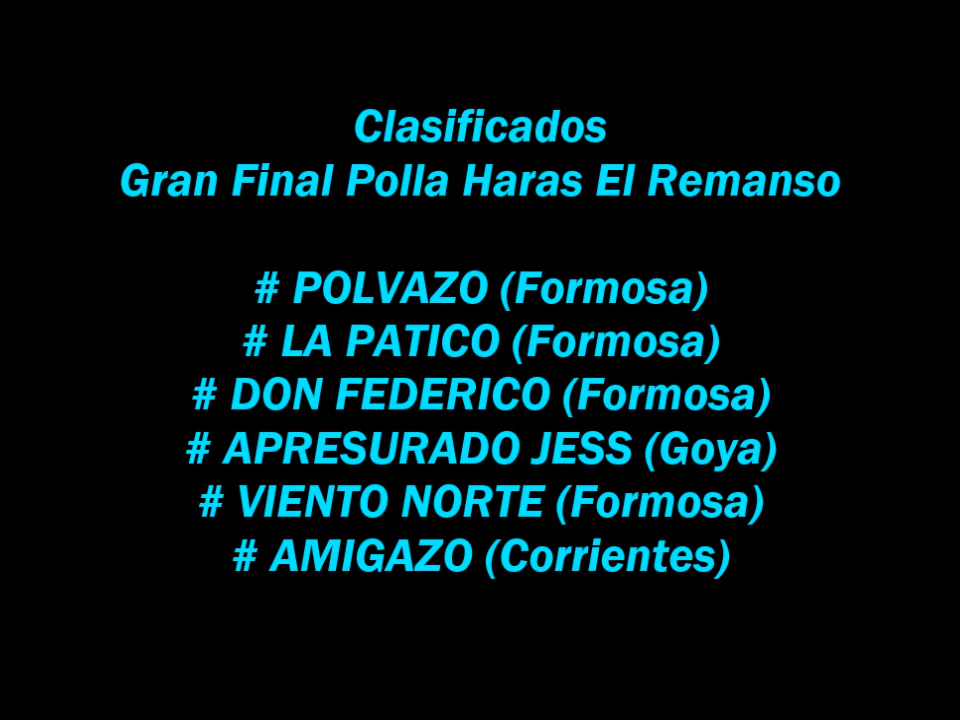 Clasificados
Gran Final Polla Haras El Remanso
# POLVAZO (Formosa)
# LA PATICO (Formosa)
# DON FEDERICO (Formosa)
# APRESURADO JESS (Goya)
# VIENTO NORTE (Formosa)
# AMIGAZO (Corrientes)